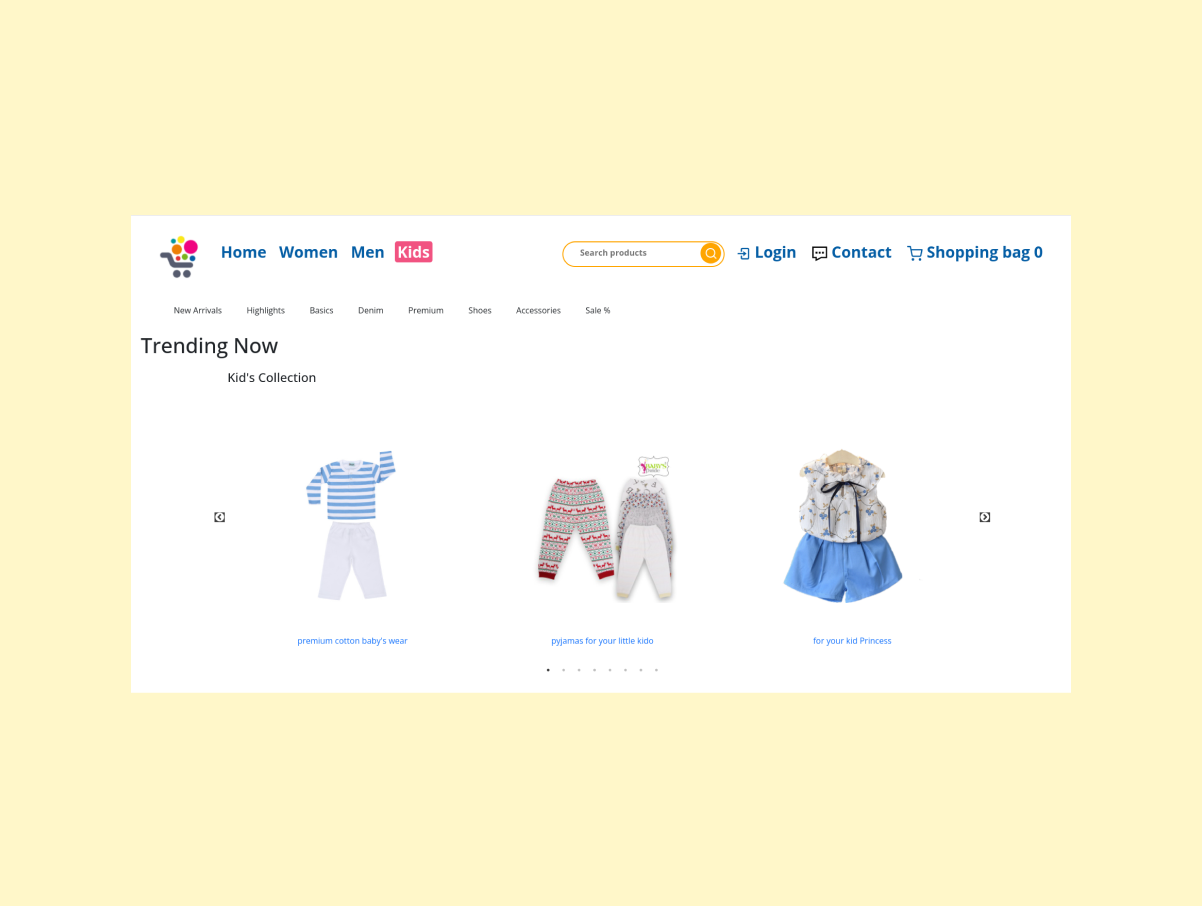 Home Women Men Kids Search products Login Contact Shopping bag 0
New Arrivals Highlights Basics Denim Premium Shoes Accessories Sale %
Trending Now
Kid's Collection
BABY'S
premium cotton baby's wear pyjamas for your little kido for your kid Princess